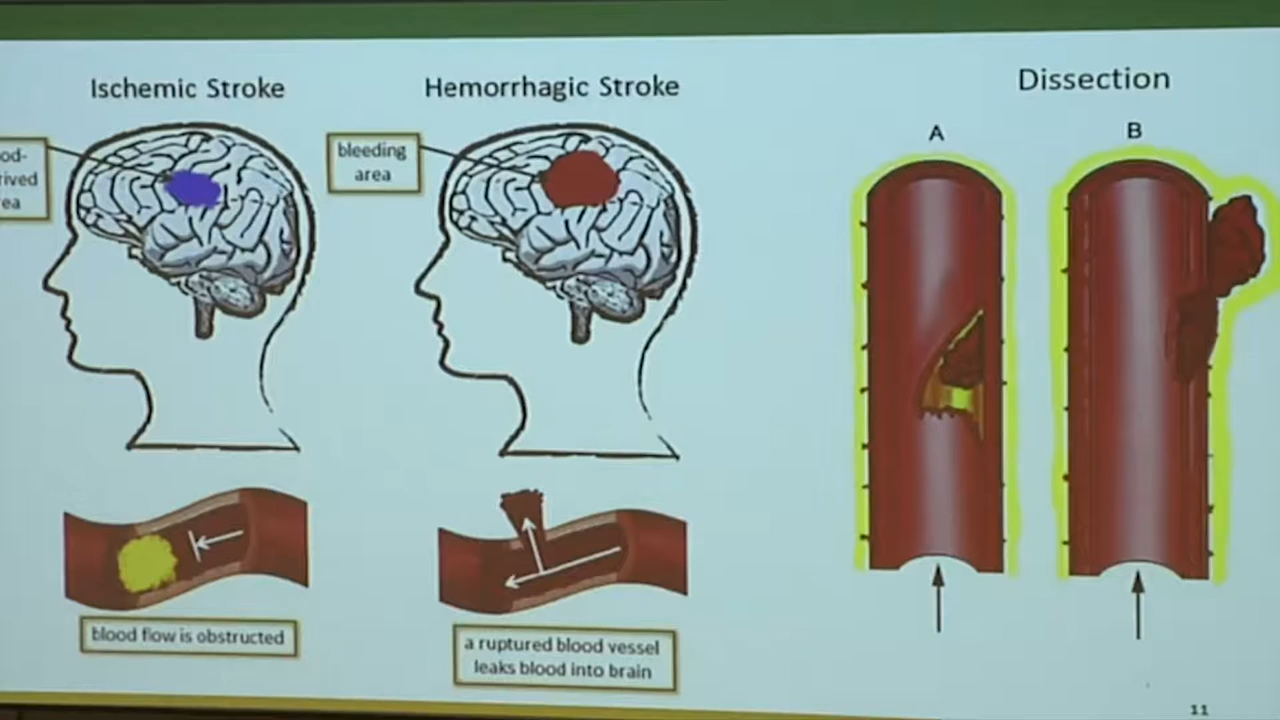 Ischemic Stroke
Hemorrhagic Stroke
Dissection
A
B
bleeding
area
blood flow is obstructed
a ruptured blood vessel
leaks blood into brain
11